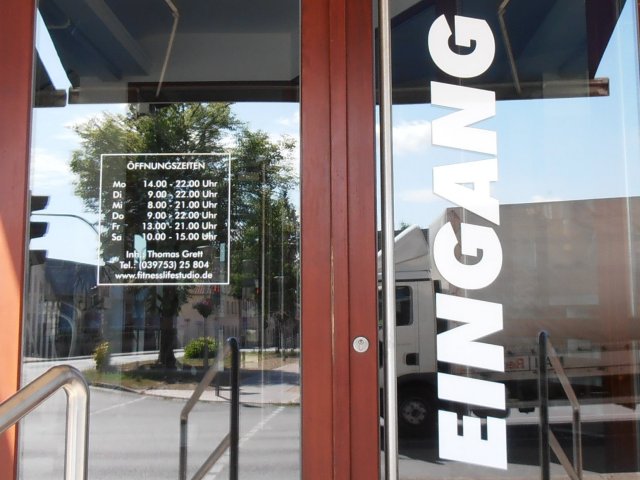 ÖFFNUNGSZEITEN
Mo 14.00 - 22.00 Uhr
Di 9.00 - 22.00 Uhr
Mi 8.00 - 21.00 Uhr
Do 9.00 - 22.00 Uhr
Fr 13.00 - 21.00 Uhr
Sa 10.00 - 15.00 Uhr
Inh.: Thomas Grett
Tel.: (039753) 25 804
www.fitnesslifestudio.de
EINGANG